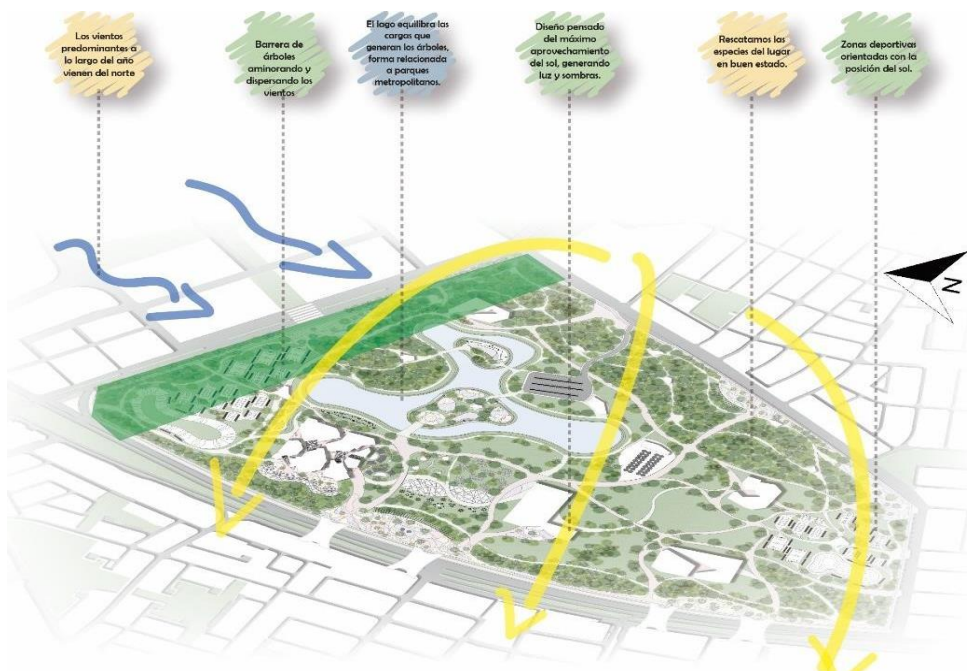 Los vientos
predominantes a
lo largo del año
vienen del norte
Barrera de
árboles
aminorando y
dispersando los
vientos
El lago equilibra las
cargas que
generan los árboles,
forma relacionada
a parques
metropolitanos.
Diseño pensado
del máximo
aprovechamiento
del sol, generando
luz y sombras.
Rescatamos las
especies del lugar
en buen estado.
Zonas deportivas
orientadas con la
posición del sol.
N